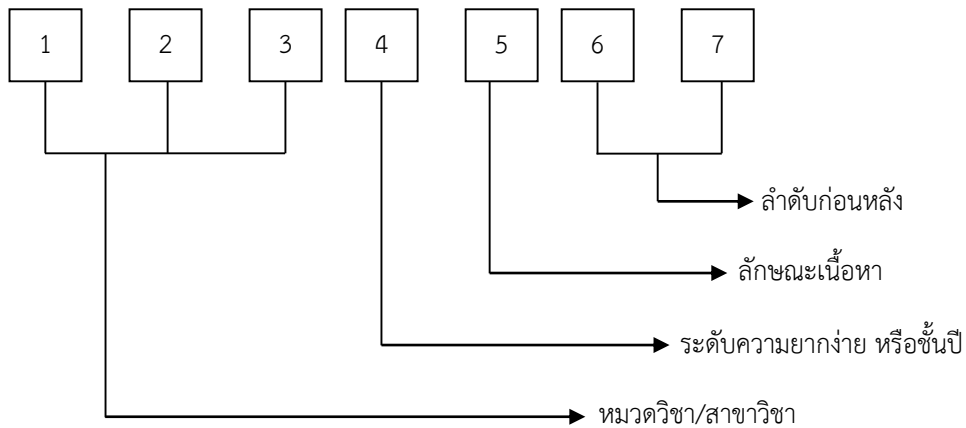 1 2 3 4 5 6 7
ลำดับก่อนหลัง
ลักษณะเนื้อหา
ระดับความยากง่าย หรือชั้นปี
หมวดวิชา/สาขาวิชา